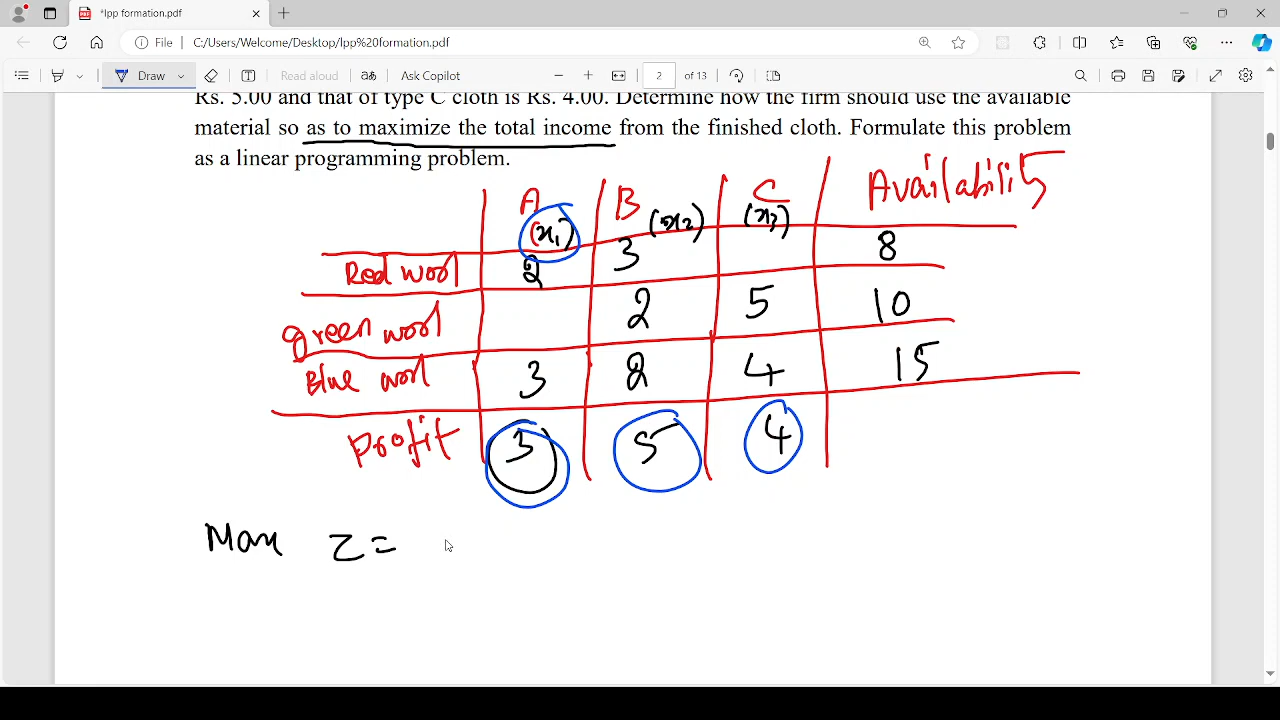 *lpp formation.pdf
File C:/Users/Welcome/Desktop/lpp%20formation.pdf
Draw Read aloud Ask Copilot 2 of 13
Rs. 5.00 and that of type C cloth is Rs. 4.00. Determine how the firm should use the available
material so as to maximize the total income from the finished cloth. Formulate this problem
as a linear programming problem.
A B C Availability
(x₁) (x₂) (x₃)
Red wool 2 3 8
green wool 2 5 10
Blue wool 3 2 4 15
Profit 3 5 4
Max Z=